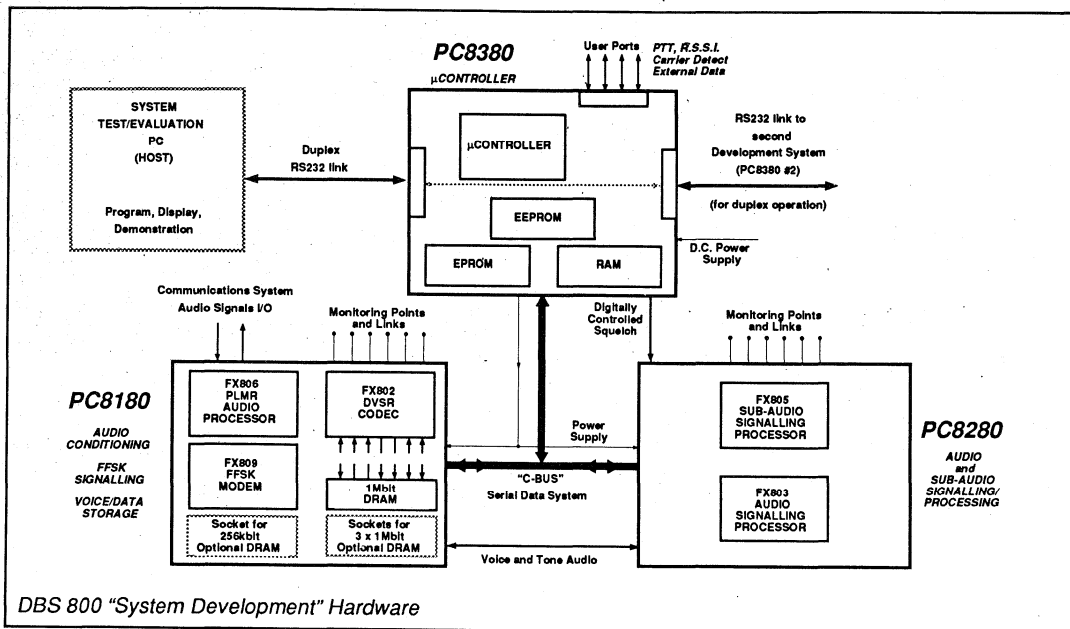 PC8380
µCONTROLLER
User Ports
PTT, R.S.S.I.
Carrier Detect
External Data
SYSTEM
TEST/EVALUATION
PC
(HOST)
Program, Display,
Demonstration
Duplex
RS232 link
µCONTROLLER
EEPROM
EPROM
RAM
RS232 link to
second
Development System
(PC8380 #2)
(for duplex operation)
D.C. Power
Supply
Communications System
Audio Signals I/O
Monitoring Points
and Links
Digitally
Controlled
Squelch
Monitoring Points
and Links
PC8180
AUDIO
CONDITIONING
FFSK
SIGNALLING
VOICE/DATA
STORAGE
FX806
PLMR
AUDIO
PROCESSOR
FX802
DVSR
CODEC
FX809
FFSK
MODEM
1Mbit
DRAM
Socket for
256kbit
Optional DRAM
Sockets for
3 x 1Mbit
Optional DRAM
Power
Supply
"C-BUS"
Serial Data System
Voice and Tone Audio
FX805
SUB-AUDIO
SIGNALLING
PROCESSOR
FX803
AUDIO
SIGNALLING
PROCESSOR
PC8280
AUDIO
and
SUB-AUDIO
SIGNALLING/
PROCESSING
DBS 800 "System Development" Hardware